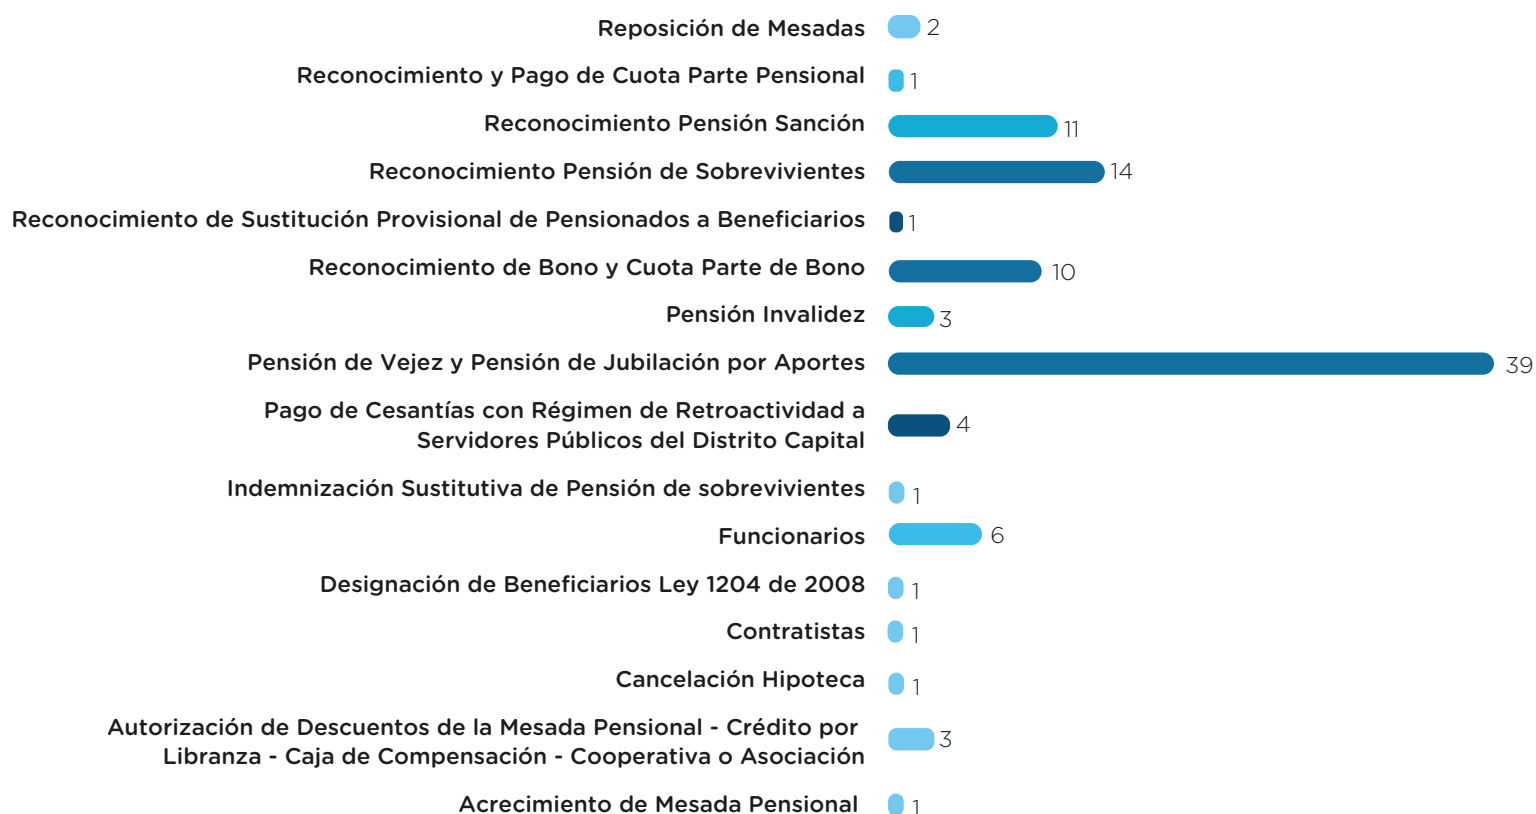 Reposición de Mesadas 2
Reconocimiento y Pago de Cuota Parte Pensional 1
Reconocimiento Pensión Sanción 11
Reconocimiento Pensión de Sobrevivientes 14
Reconocimiento de Sustitución Provisional de Pensionados a Beneficiarios 1
Reconocimiento de Bono y Cuota Parte de Bono 10
Pensión Invalidez 3
Pensión de Vejez y Pensión de Jubilación por Aportes 39
Pago de Cesantías con Régimen de Retroactividad a
Servidores Públicos del Distrito Capital 4
Indemnización Sustitutiva de Pensión de sobrevivientes 1
Funcionarios 6
Designación de Beneficiarios Ley 1204 de 2008 1
Contratistas 1
Cancelación Hipoteca 1
Autorización de Descuentos de la Mesada Pensional - Crédito por
Libranza - Caja de Compensación - Cooperativa o Asociación 3
Acrecimiento de Mesada Pensional 1